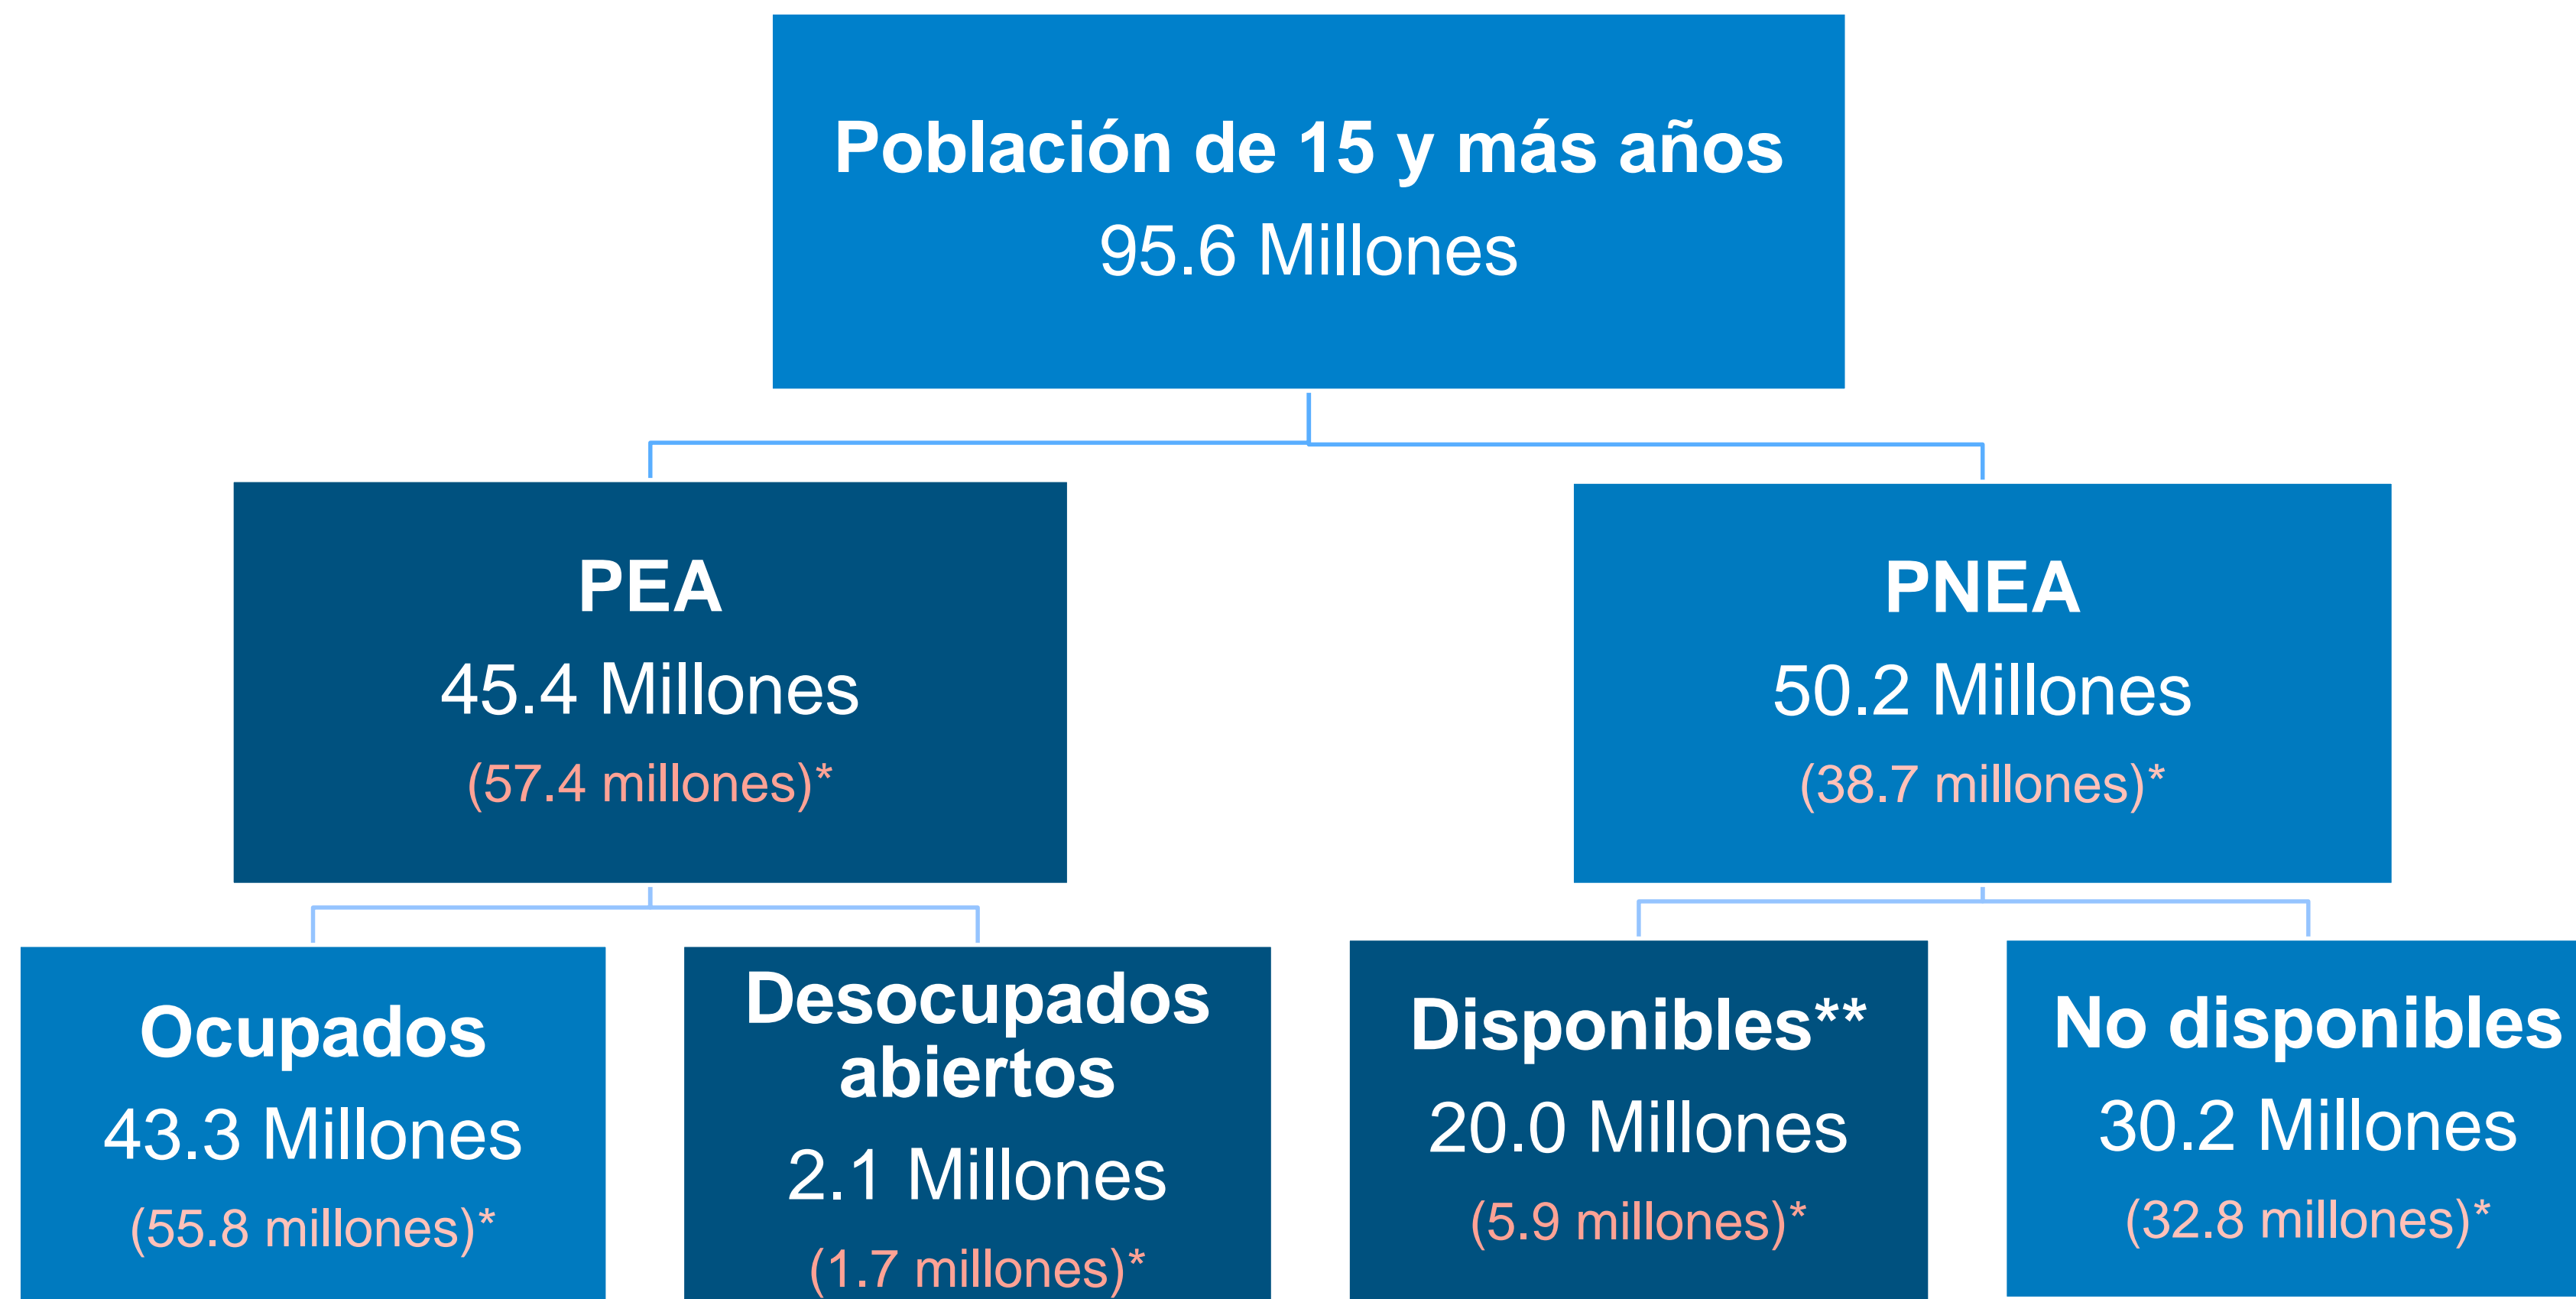 Población de 15 y más años
95.6 Millones
PEA
45.4 Millones
(57.4 millones)*
PNEA
50.2 Millones
(38.7 millones)*
Ocupados
43.3 Millones
(55.8 millones)*
Desocupados
abiertos
2.1 Millones
(1.7 millones)*
Disponibles**
20.0 Millones
(5.9 millones)*
No disponibles
30.2 Millones
(32.8 millones)*